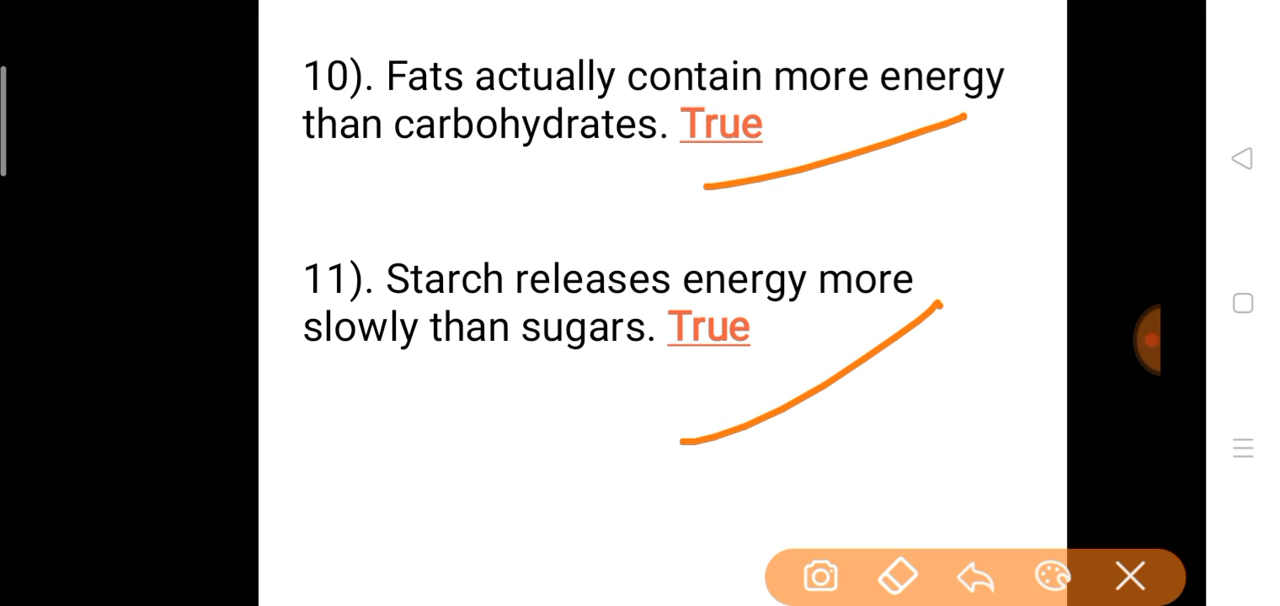 10). Fats actually contain more energy
than carbohydrates. True
11). Starch releases energy more
slowly than sugars. True